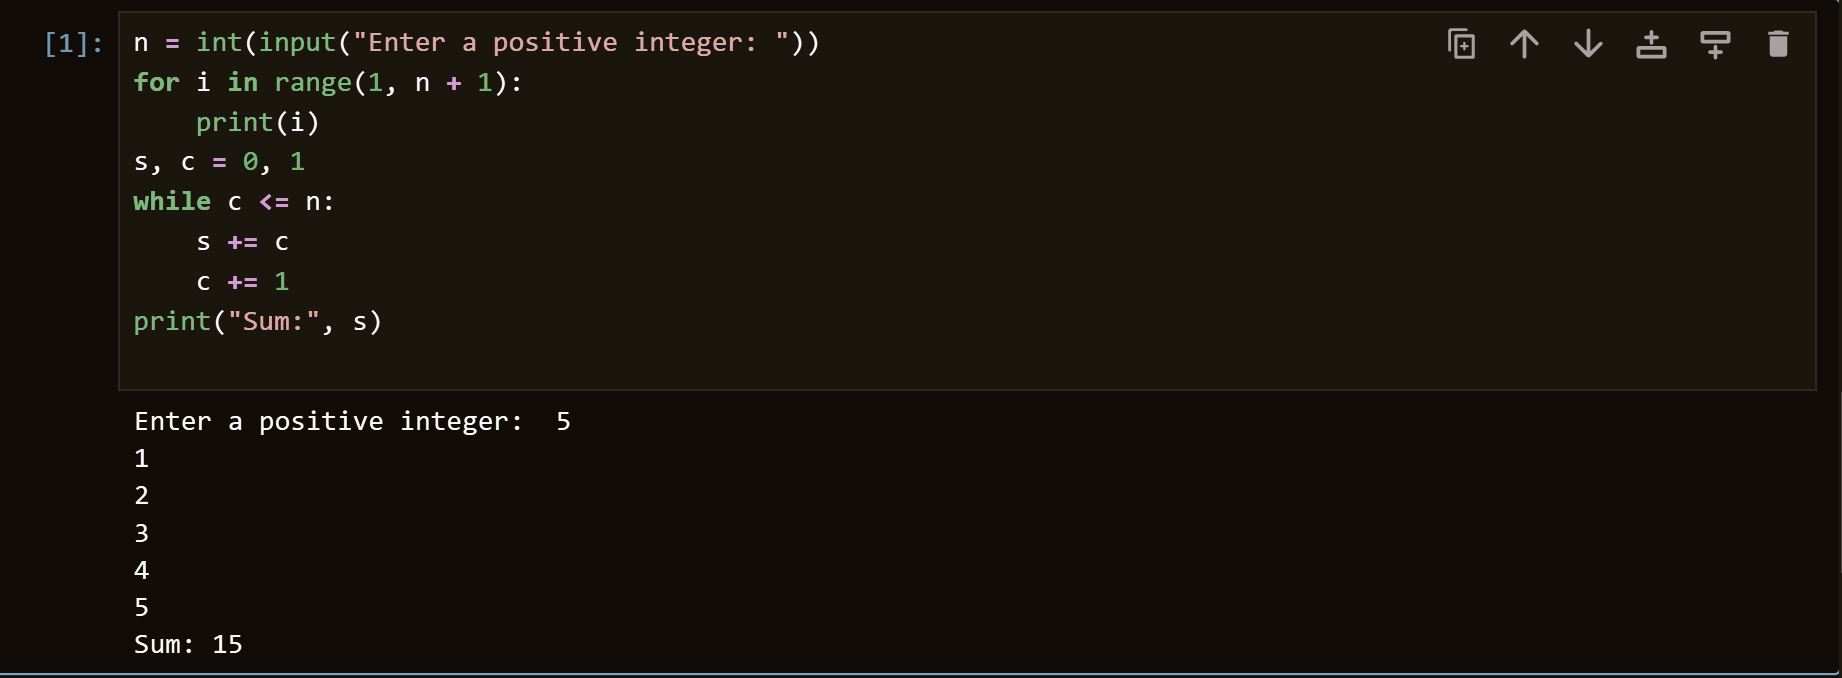 [1]: n = int(input("Enter a positive integer: "))
for i in range(1, n + 1):
    print(i)
s, c = 0, 1
while c <= n:
    s += c
    c += 1
print("Sum:", s)
Enter a positive integer:  5
1
2
3
4
5
Sum: 15